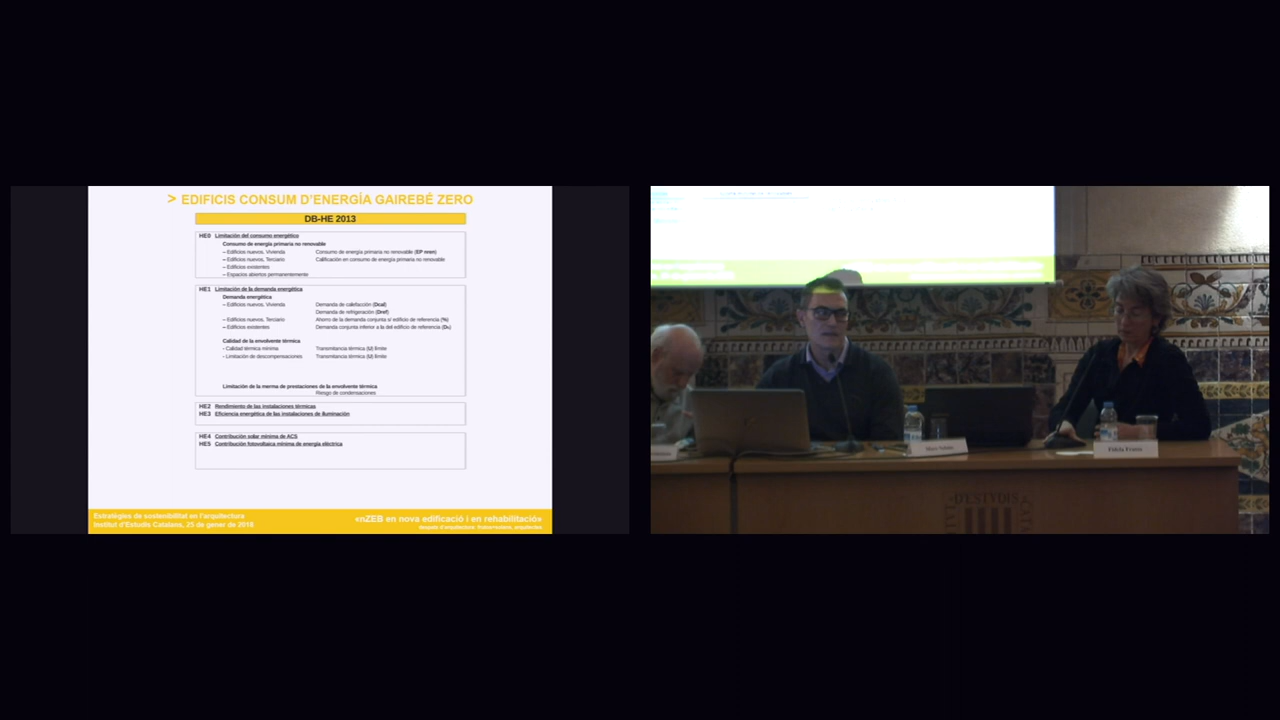 > EDIFICIS CONSUM D'ENERGÍA GAIREBÉ ZERO
DB-HE 2013
HE0 Limitación del consumo energético
Consumo de energía primaria no renovable
– Edificios nuevos, Vivienda Consumo de energía primaria no renovable (EP nren)
– Edificios nuevos, Terciario Calificación en consumo de energía primaria no renovable
– Edificios existentes
– Espacios abiertos permanentemente
HE1 Limitación de la demanda energética
Demanda energética
– Edificios nuevos, Vivienda Demanda de calefacción (Dcal)
Demanda de refrigeración (Dref)
– Edificios nuevos, Terciario Ahorro de la demanda conjunta s/ edificio de referencia (%)
– Edificios existentes Demanda conjunta inferior a la del edificio de referencia
Calidad de la envolvente térmica
- Calidad térmica mínima Transmitancia térmica (U) límite
- Limitación de descompensaciones Transmitancia térmica (U) límite
Limitación de la merma de prestaciones de la envolvente térmica
Riesgo de condensaciones
HE2 Rendimiento de las instalaciones térmicas
HE3 Eficiencia energética de las instalaciones de iluminación
HE4 Contribución solar mínima de ACS
HE5 Contribución fotovoltaica mínima de energía eléctrica
Estratègies de sostenibilitat en l'arquitectura
Institut d'Estudis Catalans, 25 de gener de 2018
«nZEB en nova edificació i en rehabilitació»
despatx d'arquitectura:
D'ESTVDIS